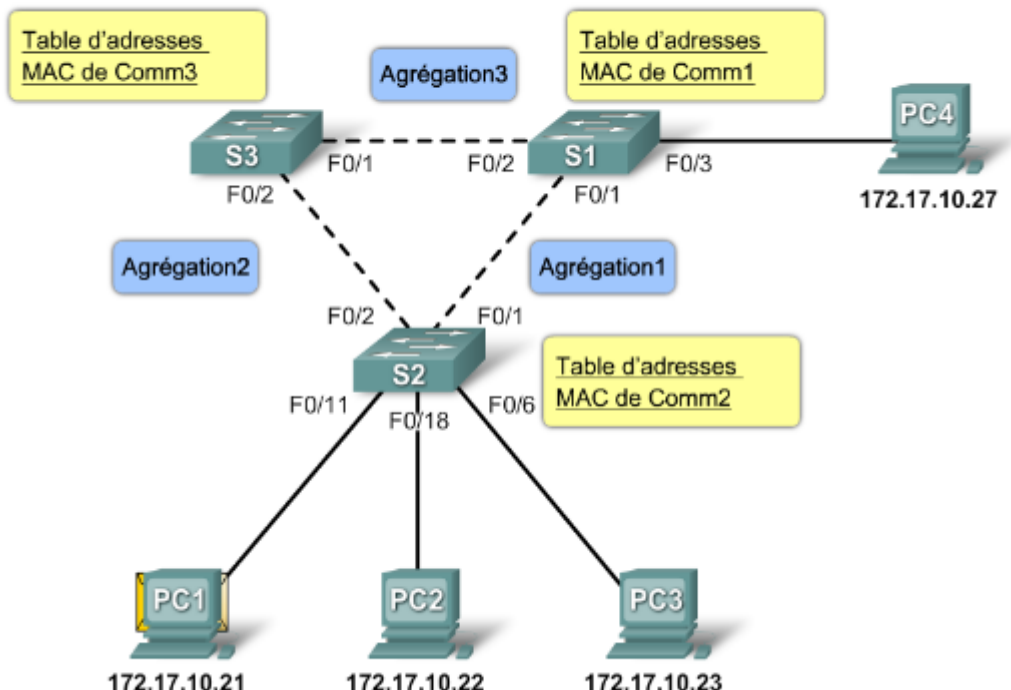 Table d'adresses
MAC de Comm3
Agrégation3
Table d'adresses
MAC de Comm1
PC4
S3
F0/1
F0/2
S1
F0/3
F0/2
F0/1
172.17.10.27
Agrégation2
Agrégation1
F0/2
F0/1
S2
Table d'adresses
MAC de Comm2
F0/11
F0/18
F0/6
PC1
PC2
PC3
172.17.10.21
172.17.10.22
172.17.10.23